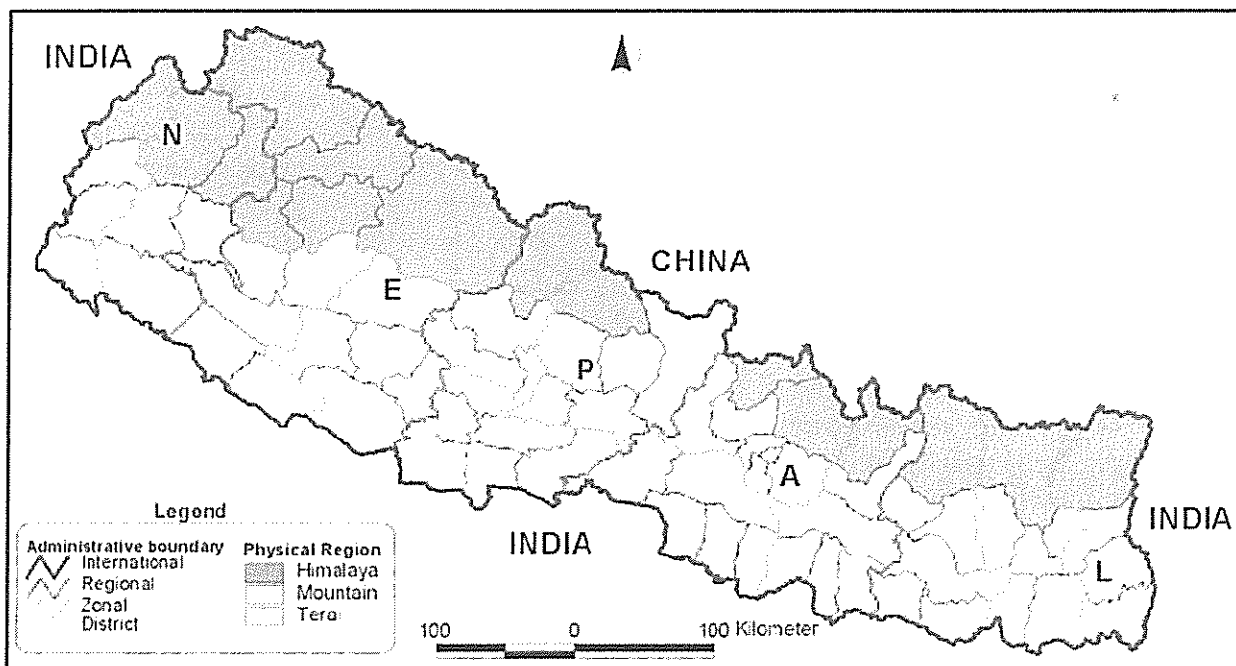 INDIA
N
CHINA
E
P
A
INDIA
L
INDIA
Legend
Administrative boundary
International
Regional
Zonal
District
Physical Region
Himalaya
Mountain
Terai
100 0 100 Kilometer